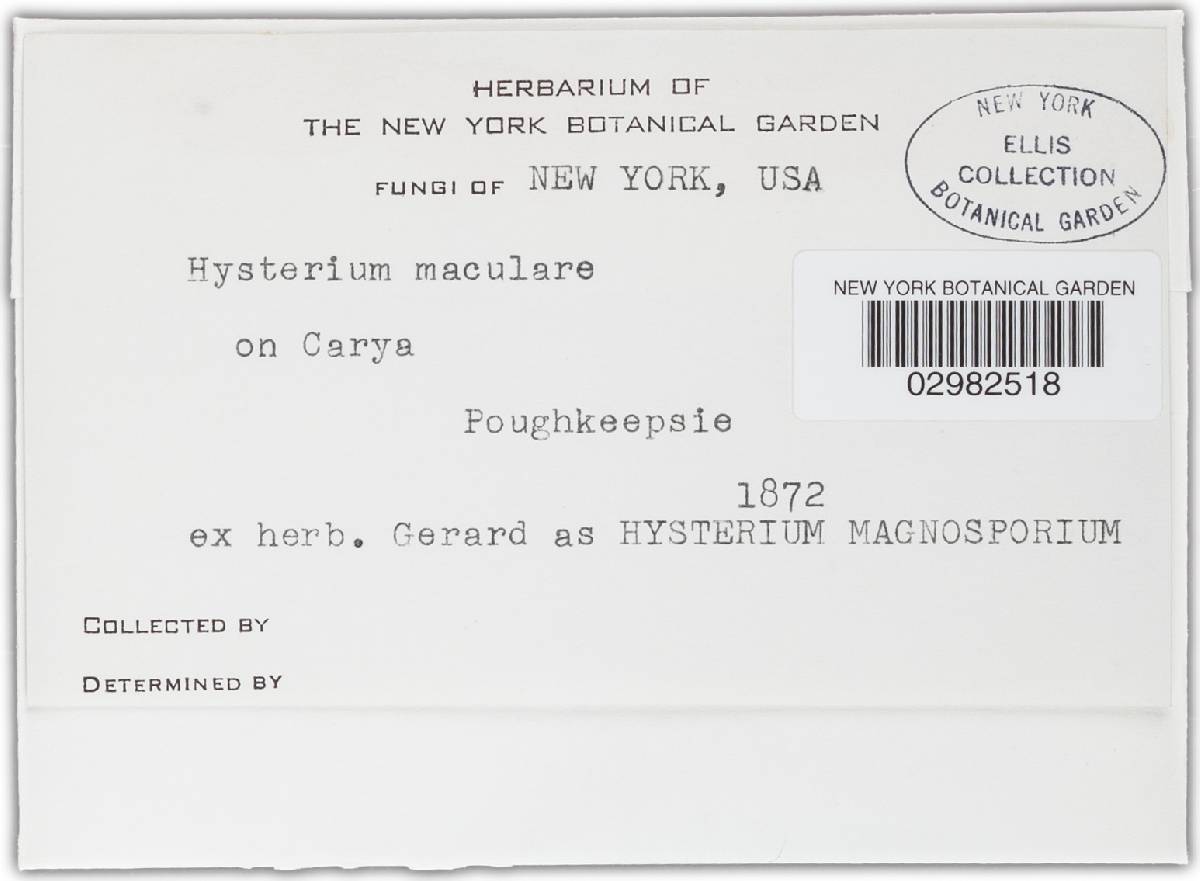 HERBARIUM OF
THE NEW YORK BOTANICAL GARDEN
FUNGI OF NEW YORK, USA
NEW YORK
ELLIS
COLLECTION
BOTANICAL GARDEN
Hysterium maculare
NEW YORK BOTANICAL GARDEN
02982518
on Carya
Poughkeepsie
1872
ex herb. Gerard as HYSTERIUM MAGNOSPORIUM
COLLECTED BY
DETERMINED BY